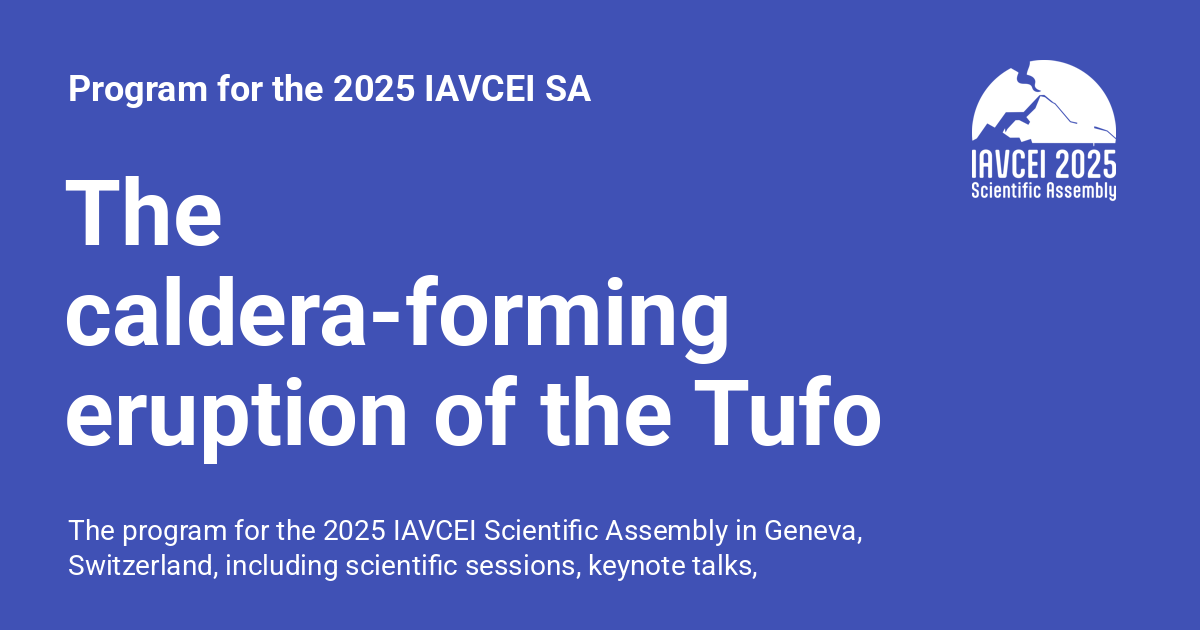 Program for the 2025 IAVCEI SA
IAVCEI 2025
Scientific Assembly
The
caldera-forming
eruption of the Tufo
The program for the 2025 IAVCEI Scientific Assembly in Geneva,
Switzerland, including scientific sessions, keynote talks,